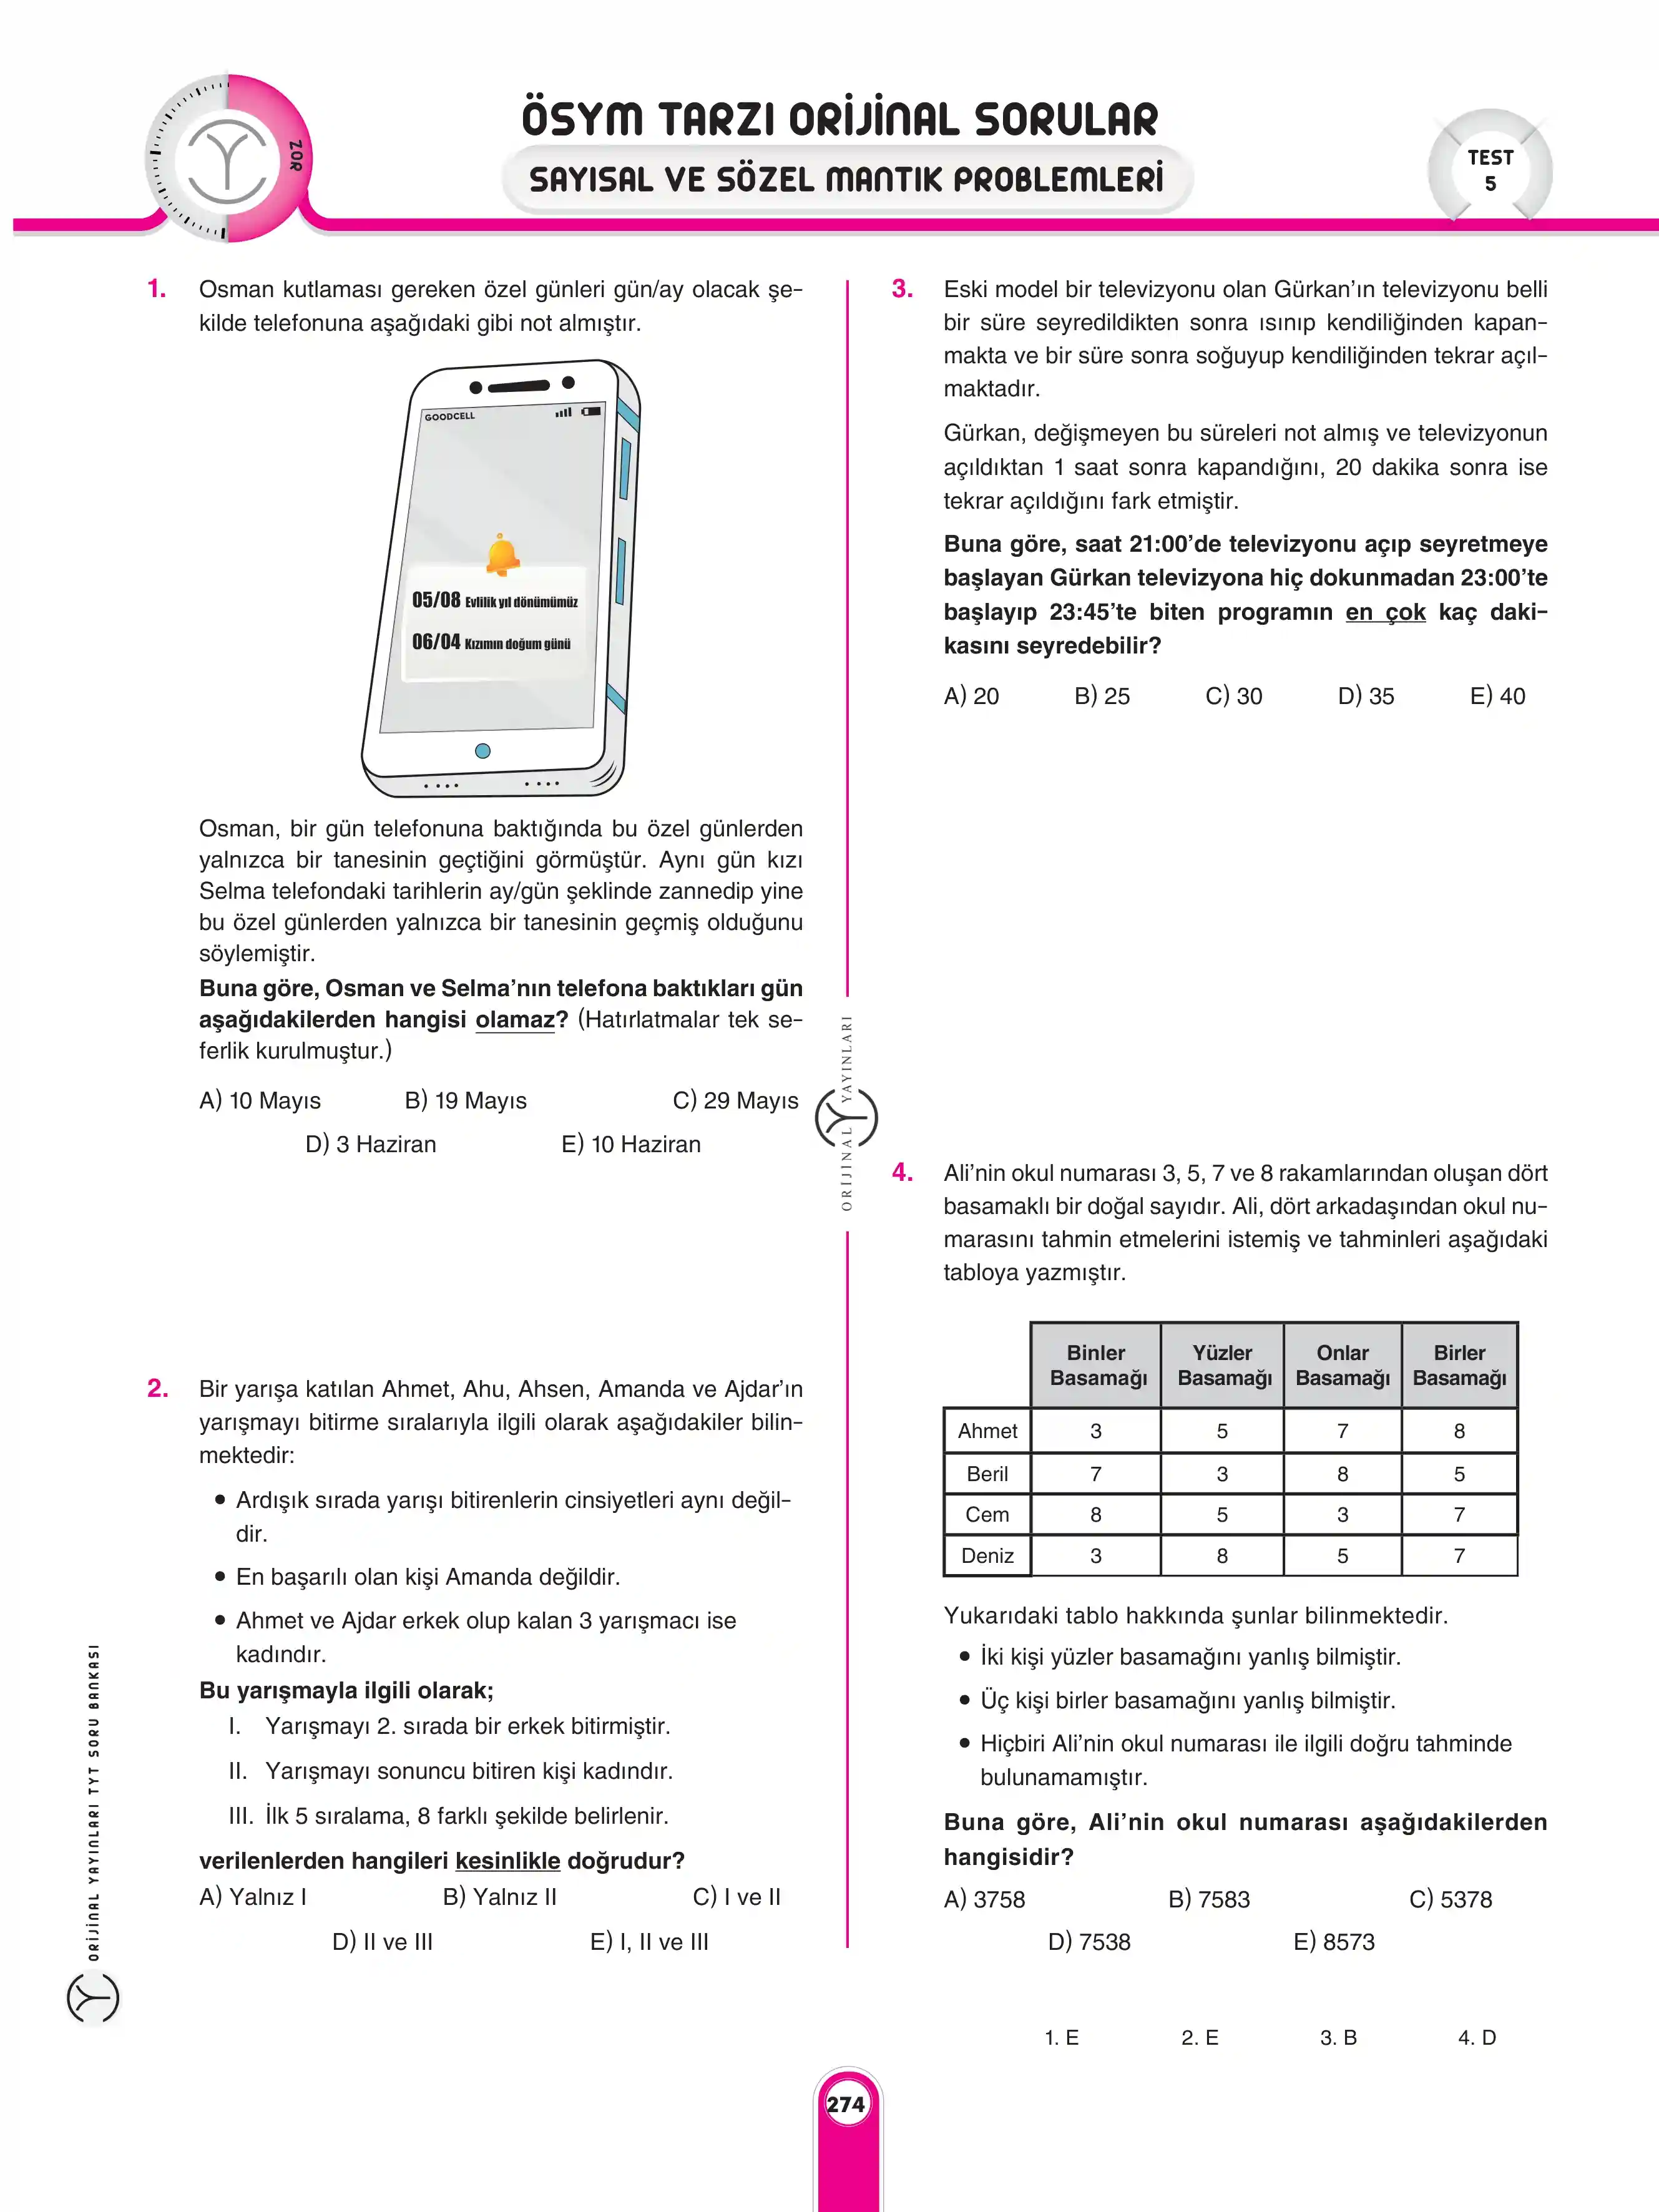 ZOR
ÖSYM TARZI ORİJİNAL SORULAR
SAYISAL VE SÖZEL MANTIK PROBLEMLERİ
TEST
5
1. Osman kutlaması gereken özel günleri gün/ay olacak şe-
kilde telefonuna aşağıdaki gibi not almıştır.
GOODCELL
05/08 Evlilik yıl dönümümüz
06/04 Kızımın doğum günü
Osman, bir gün telefonuna baktığında bu özel günlerden
yalnızca bir tanesinin geçtiğini görmüştür. Aynı gün kızı
Selma telefondaki tarihlerin ay/gün şeklinde zannedip yine
bu özel günlerden yalnızca bir tanesinin geçmiş olduğunu
söylemiştir.
Buna göre, Osman ve Selma'nın telefona baktıkları gün
aşağıdakilerden hangisi olamaz? (Hatırlatmalar tek se-
ferlik kurulmuştur.)
A) 10 Mayıs B) 19 Mayıs C) 29 Mayıs
D) 3 Haziran E) 10 Haziran
2. Bir yarışa katılan Ahmet, Ahu, Ahsen, Amanda ve Ajdar'ın
yarışmayı bitirme sıralarıyla ilgili olarak aşağıdakiler bilin-
mektedir:
• Ardışık sırada yarışı bitirenlerin cinsiyetleri aynı değil-
dir.
• En başarılı olan kişi Amanda değildir.
• Ahmet ve Ajdar erkek olup kalan 3 yarışmacı ise
kadındır.
Bu yarışmayla ilgili olarak;
I. Yarışmayı 2. sırada bir erkek bitirmiştir.
II. Yarışmayı sonuncu bitiren kişi kadındır.
III. İlk 5 sıralama, 8 farklı şekilde belirlenir.
verilenlerden hangileri kesinlikle doğrudur?
A) Yalnız I B) Yalnız II C) I ve II
D) II ve III E) I, II ve III
ORİJİNAL YAYINLARI
3. Eski model bir televizyonu olan Gürkan'ın televizyonu belli
bir süre seyredildikten sonra ısınıp kendiliğinden kapan-
makta ve bir süre sonra soğuyup kendiliğinden tekrar açıl-
maktadır.
Gürkan, değişmeyen bu süreleri not almış ve televizyonun
açıldıktan 1 saat sonra kapandığını, 20 dakika sonra ise
tekrar açıldığını fark etmiştir.
Buna göre, saat 21:00'de televizyonu açıp seyretmeye
başlayan Gürkan televizyona hiç dokunmadan 23:00'te
başlayıp 23:45'te biten programın en çok kaç daki-
kasını seyredebilir?
A) 20 B) 25 C) 30 D) 35 E) 40
4. Ali'nin okul numarası 3, 5, 7 ve 8 rakamlarından oluşan dört
basamaklı bir doğal sayıdır. Ali, dört arkadaşından okul nu-
marasını tahmin etmelerini istemiş ve tahminleri aşağıdaki
tabloya yazmıştır.
Binler Yüzler Onlar Birler
Basamağı Basamağı Basamağı Basamağı
Ahmet 3 5 7 8
Beril 7 3 8 5
Cem 8 5 3 7
Deniz 3 8 5 7
Yukarıdaki tablo hakkında şunlar bilinmektedir.
• İki kişi yüzler basamağını yanlış bilmiştir.
• Üç kişi birler basamağını yanlış bilmiştir.
• Hiçbiri Ali'nin okul numarası ile ilgili doğru tahminde
bulunamamıştır.
Buna göre, Ali'nin okul numarası aşağıdakilerden
hangisidir?
A) 3758 B) 7583 C) 5378
D) 7538 E) 8573
1. E 2. E 3. B 4. D
ORİJİNAL YAYINLARI TYT SORU BANKASI
274